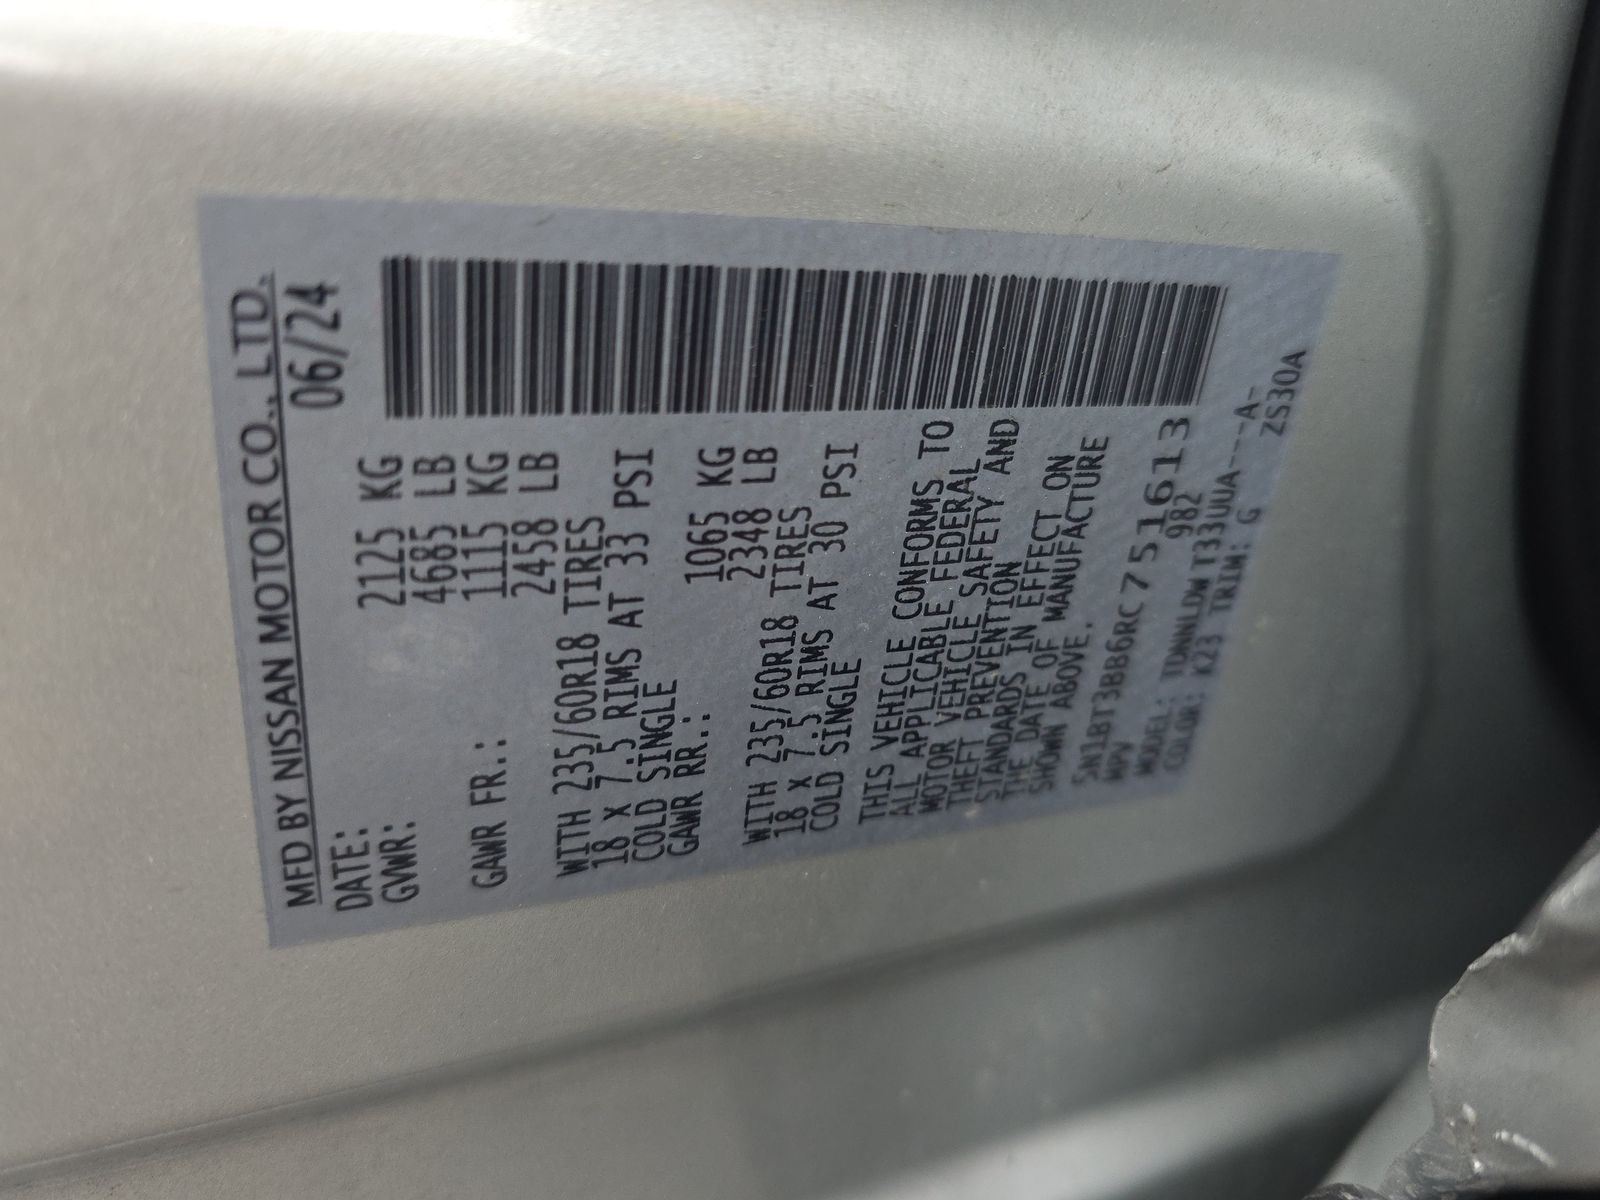 MFD BY NISSAN MOTOR CO., LTD.
DATE: 06/24
GVWR: 2125 KG
4685 LB
GAWR FR.: 1115 KG
2458 LB
WITH 235/60R18 TIRES
18 X 7.5 RIMS AT 33 PSI
COLD SINGLE
GAWR RR.: 1065 KG
2348 LB
WITH 235/60R18 TIRES
18 X 7.5 RIMS AT 30 PSI
COLD SINGLE
THIS VEHICLE CONFORMS TO
ALL APPLICABLE FEDERAL
MOTOR VEHICLE SAFETY AND
THEFT PREVENTION
STANDARDS IN EFFECT ON
THE DATE OF MANUFACTURE
SHOWN ABOVE.
5N1BT3BB6RC751613
MPV 982
MODEL: TDNNLDW T33UUA----A-
COLOR: K23 TRIM: G ZS30A